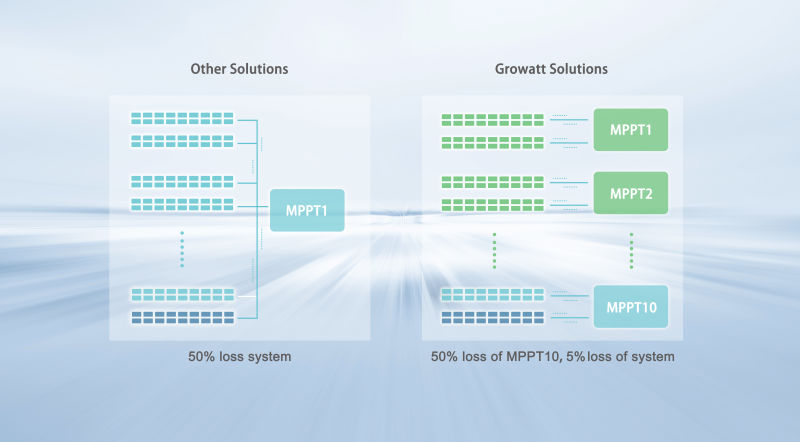 Other Solutions
Growatt Solutions
MPPT1
MPPT1
MPPT2
MPPT10
50% loss system
50% loss of MPPT10, 5%loss of system